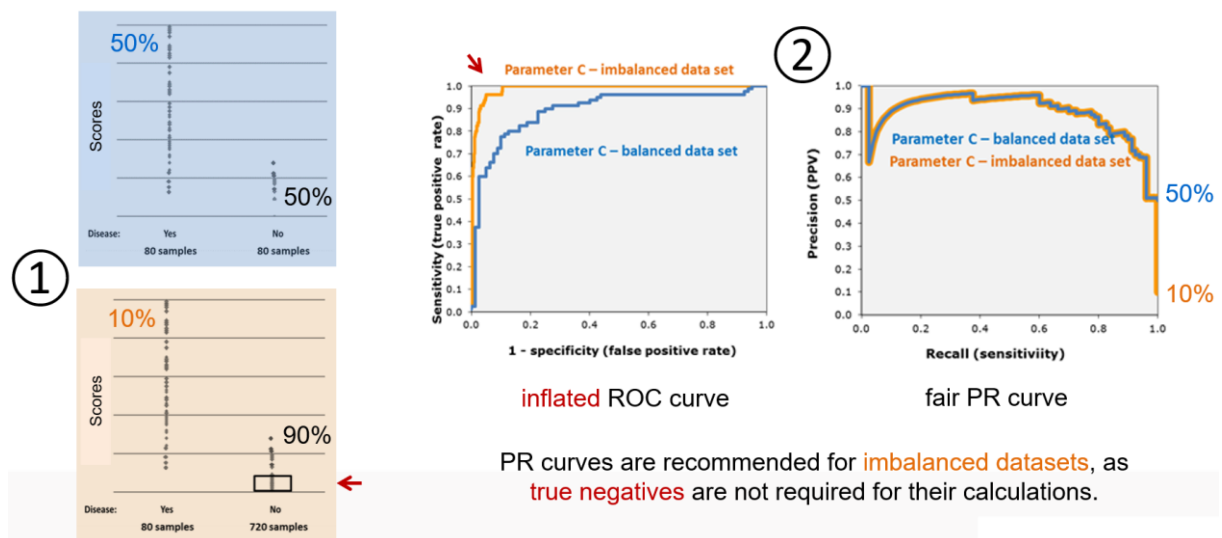 1
50%
Scores
50%
Disease: Yes No
80 samples 80 samples
10%
Scores
90%
Disease: Yes No
80 samples 720 samples
2
Parameter C – imbalanced data set
Sensitivity (true positive rate)
1.0
0.9
0.8
0.7
0.6
0.5
0.4
0.3
0.2
0.1
0.0
Parameter C – balanced data set
0.0 0.2 0.4 0.6 0.8 1.0
1 - specificity (false positive rate)
inflated ROC curve
Precision (PPV)
1.0
0.9
0.8
0.7
0.6
0.5
0.4
0.3
0.2
0.1
0.0
Parameter C – balanced data set
Parameter C – imbalanced data set
50%
10%
0.0 0.2 0.4 0.6 0.8 1.0
Recall (sensitiviity)
fair PR curve
PR curves are recommended for imbalanced datasets, as
true negatives are not required for their calculations.